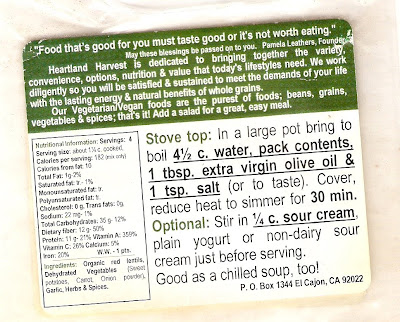 "Food that's good for you must taste good or it's not worth eating."
May these blessings be passed on to you. Pamela Leathers, Founder
Heartland Harvest is dedicated to bringing together the variety,
convenience, options, nutrition & value that today's lifestyles need. We work
diligently so you will be satisfied & sustained to meet the demands of your life
with the lasting energy & natural benefits of whole grains.
Our Vegetarian/Vegan foods are the purest of foods; beans, grains,
vegetables & spices; that's it! Add a salad for a great, easy meal.
Nutritional Information: Servings: 4
Serving size: about 1¼ c. cooked,
Calories per serving: 182 (mix only)
Calories from fat: 10
Total Fat: 1g-2%
Saturated fat: tr- 1%
Monounsaturated fat: tr.
Polyunsaturated fat: tr.
Cholesterol: 0 g. Trans fats: 0g.
Sodium: 22 mg- 1%
Total Carbohydrates: 35 g- 12%
Dietary fiber: 12 g- 50%
Protein: 11 g- 21% Vitamin A: 359%
Vitamin C: 26% Calcium: 5%
Iron: 20% W.W. - 1 pts.
Ingredients: Organic red lentils,
Dehydrated Vegetables (Sweet
potatoes, Carrot, Onion powder),
Garlic, Herbs & Spices.
Stove top: In a large pot bring to
boil 4½ c. water, pack contents,
1 tbsp. extra virgin olive oil &
1 tsp. salt (or to taste). Cover,
reduce heat to simmer for 30 min.
Optional: Stir in ¼ c. sour cream,
plain yogurt or non-dairy sour
cream just before serving.
Good as a chilled soup, too!
P. O. Box 1344 El Cajon, CA 92022